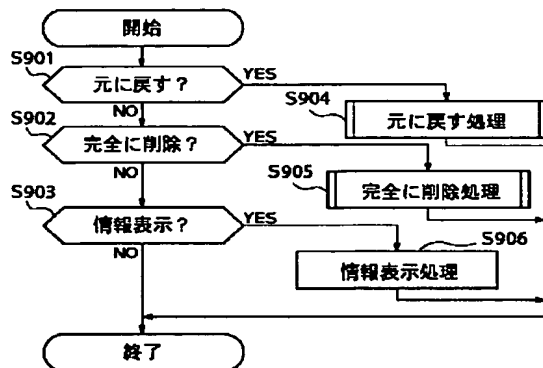 開始
S901
元に戻す？
YES
NO
S904
元に戻す処理
S902
完全に削除？
YES
NO
S905
完全に削除処理
S903
情報表示？
YES
NO
S906
情報表示処理
終了